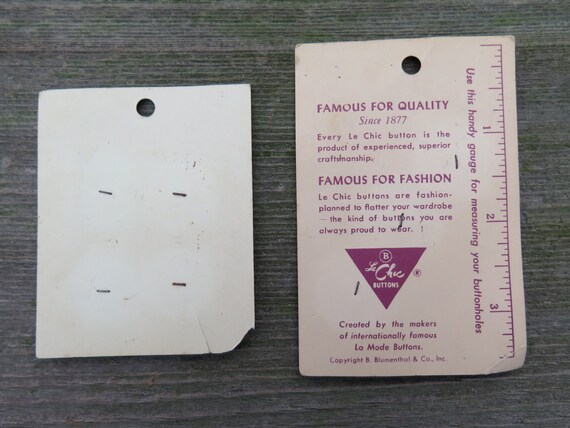 FAMOUS FOR QUALITY
Since 1877
Every Le Chic button is the
product of experienced, superior
craftsmanship.
FAMOUS FOR FASHION
Le Chic buttons are fashion-
planned to flatter your wardrobe
— the kind of buttons you are
always proud to wear. !
B
Le Chic ®
BUTTONS
Created by the makers
of internationally famous
La Mode Buttons.
Copyright B. Blumenthal & Co., Inc.
Use this handy gauge for measuring your buttonholes
1
2
3